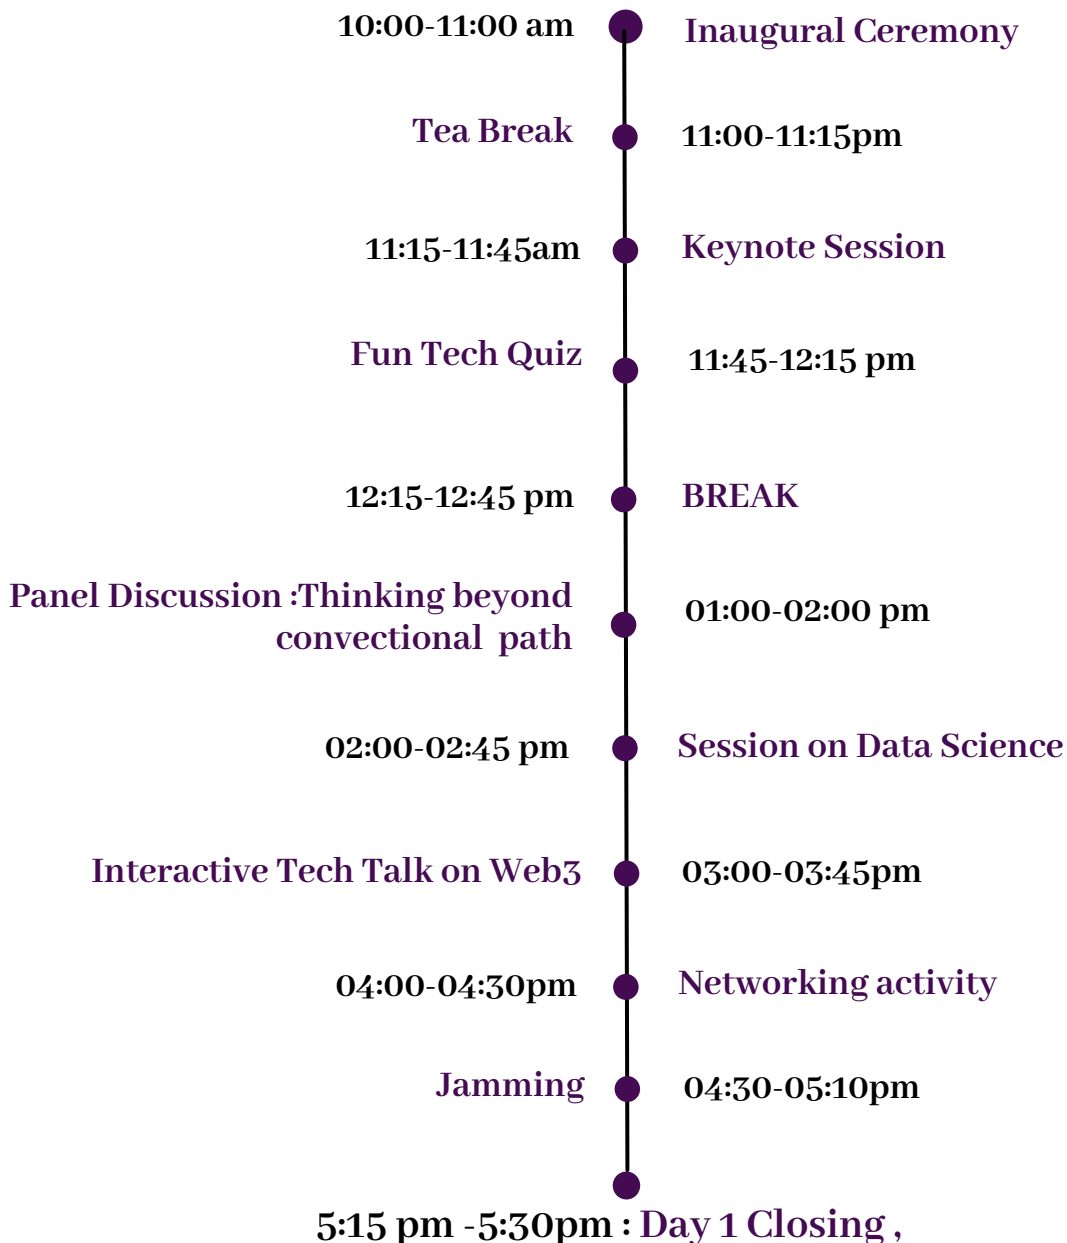 10:00-11:00 am
Inaugural Ceremony
Tea Break
11:00-11:15pm
11:15-11:45am
Keynote Session
Fun Tech Quiz
11:45-12:15 pm
12:15-12:45 pm
BREAK
Panel Discussion :Thinking beyond
convectional path
01:00-02:00 pm
02:00-02:45 pm
Session on Data Science
Interactive Tech Talk on Web3
03:00-03:45pm
04:00-04:30pm
Networking activity
Jamming
04:30-05:10pm
5:15 pm -5:30pm : Day 1 Closing ,